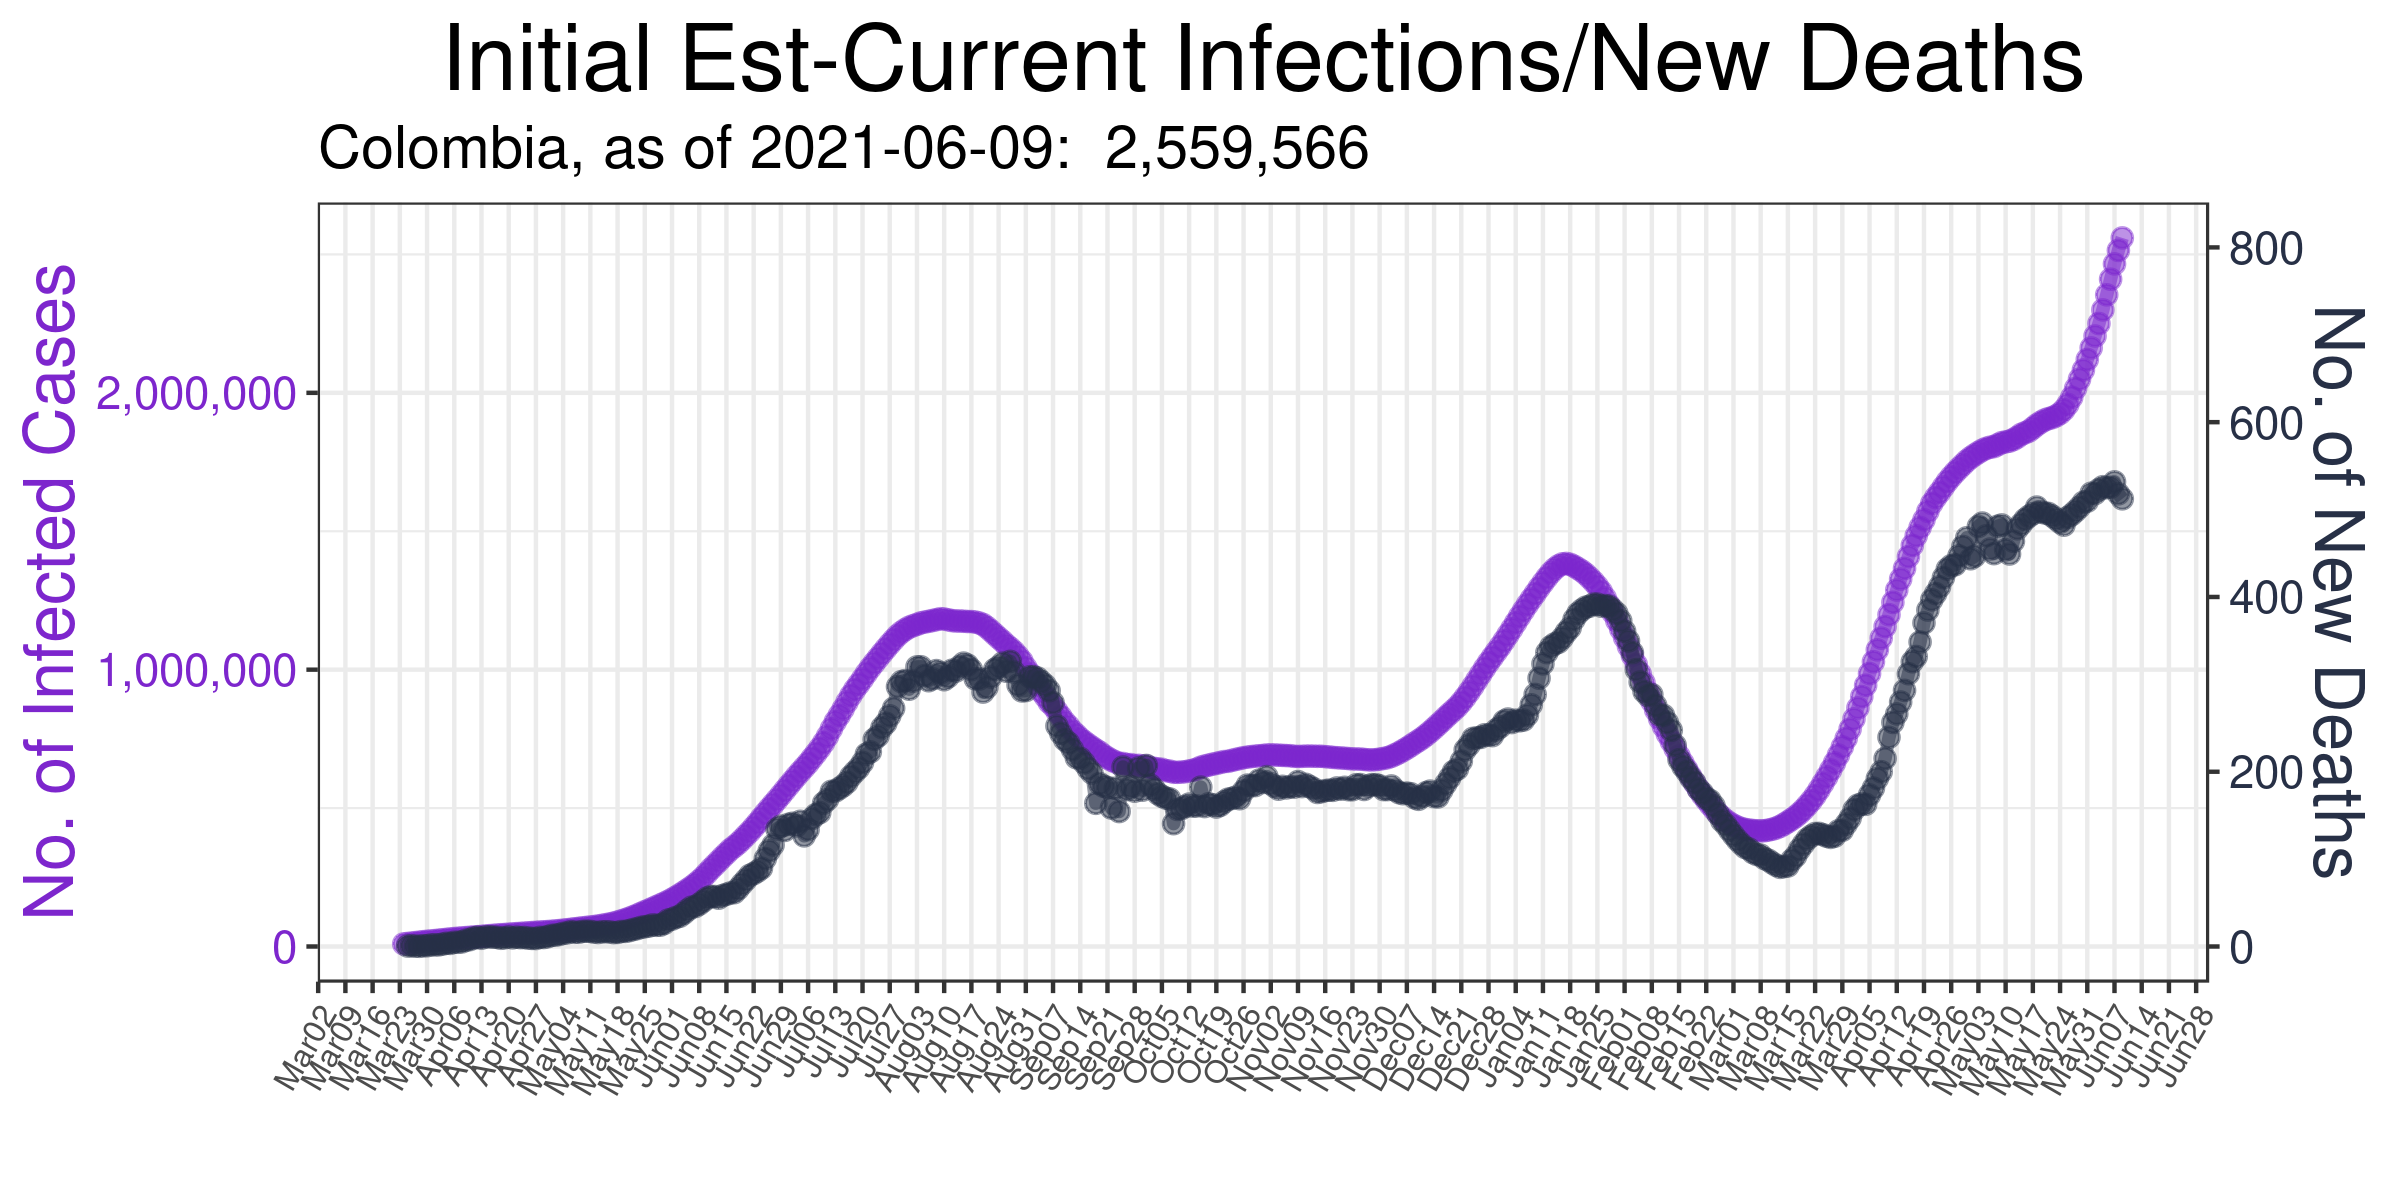 Initial Est-Current Infections/New Deaths
Colombia, as of 2021-06-09:  2,559,566
No. of Infected Cases
2,000,000
1,000,000
0
800
600
400
200
0
No. of New Deaths
Mar02
Mar09
Mar16
Mar23
Mar30
Apr06
Apr13
Apr20
Apr27
May04
May11
May18
May25
Jun01
Jun08
Jun15
Jun22
Jun29
Jul06
Jul13
Jul20
Jul27
Aug03
Aug10
Aug17
Aug24
Aug31
Sep07
Sep14
Sep21
Sep28
Oct05
Oct12
Oct19
Oct26
Nov02
Nov09
Nov16
Nov23
Nov30
Dec07
Dec14
Dec21
Dec28
Jan04
Jan11
Jan18
Jan25
Feb01
Feb08
Feb15
Feb22
Mar01
Mar08
Mar15
Mar22
Mar29
Apr05
Apr12
Apr19
Apr26
May03
May10
May17
May24
May31
Jun07
Jun14
Jun21
Jun28